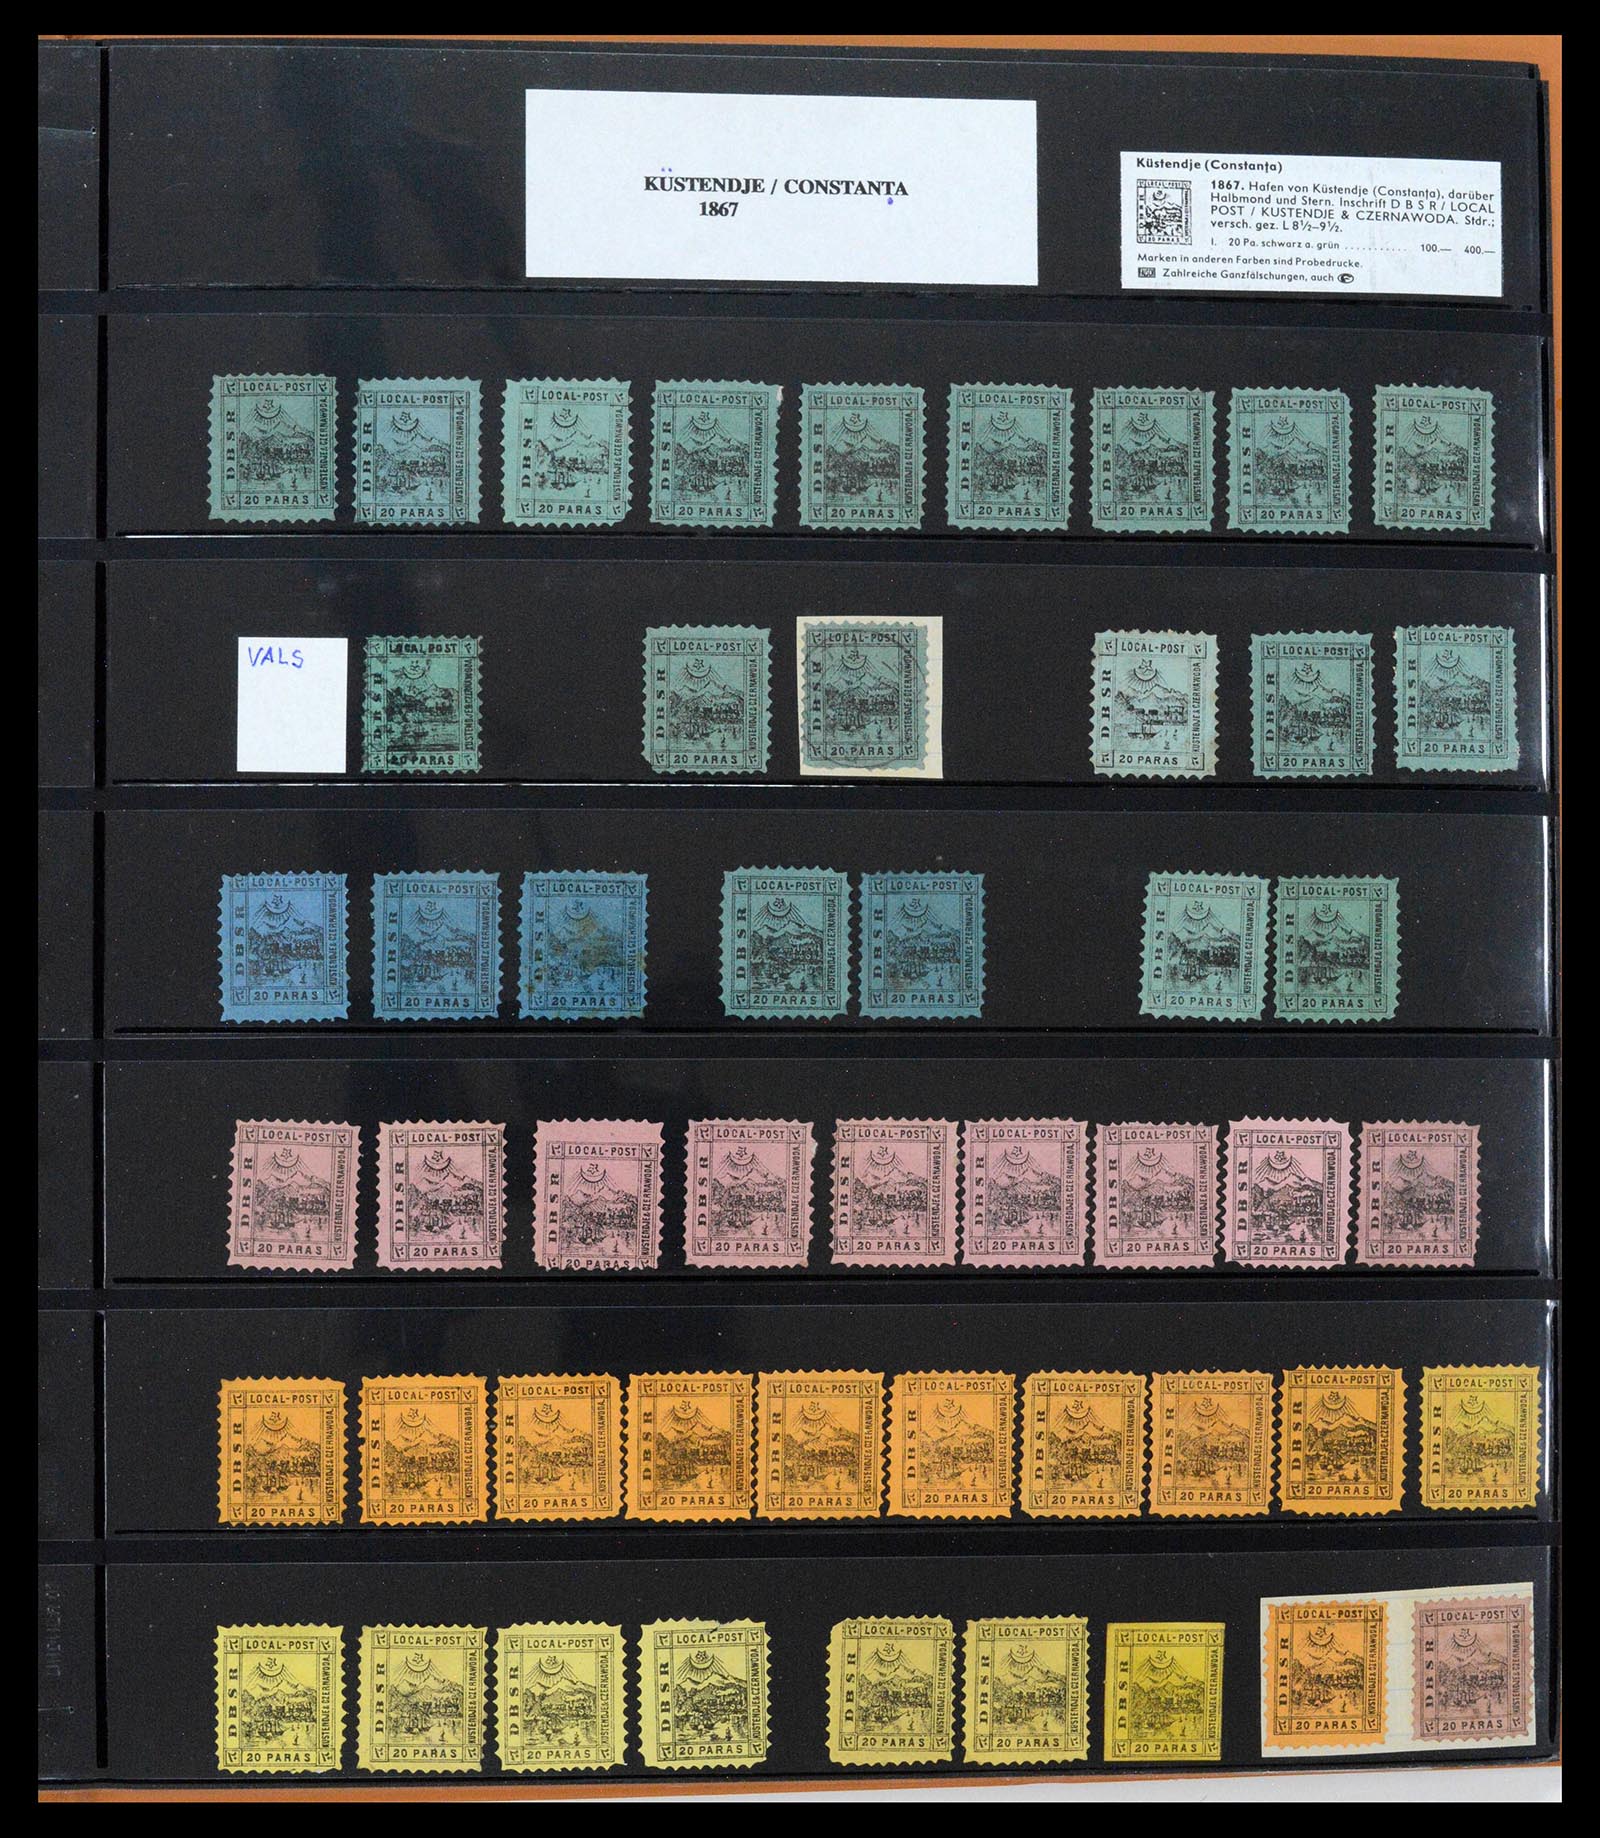 KÜSTENDJE / CONSTANȚA
1867
Küstendje (Constanța)
1867. Hafen von Küstendje (Constanța), darüber
Halbmond und Stern. Inschrift D B S R / LOCAL
POST / KUSTENDJE & CZERNAWODA. Stdr.;
versch. gez. L 8½–9½.
I. 20 Pa. schwarz a. grün ........... 100.— 400.—
Marken in anderen Farben sind Probedrucke.
Zahlreiche Ganzfälschungen, auch
LOCAL-POST
DBSR
KUSTENDJE & CZERNAWODA.
20 PARAS
VALS